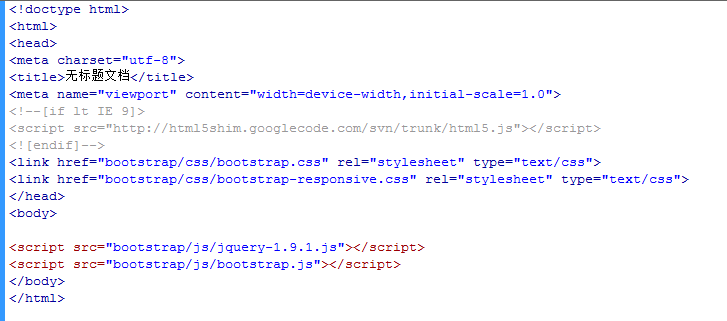 <!doctype html>
<html>
<head>
<meta charset="utf-8">
<title>无标题文档</title>
<meta name="viewport" content="width=device-width,initial-scale=1.0">
<!--[if lt IE 9]>
<script src="http://html5shim.googlecode.com/svn/trunk/html5.js"></script>
<![endif]-->
<link href="bootstrap/css/bootstrap.css" rel="stylesheet" type="text/css">
<link href="bootstrap/css/bootstrap-responsive.css" rel="stylesheet" type="text/css">
</head>
<body>
<script src="bootstrap/js/jquery-1.9.1.js"></script>
<script src="bootstrap/js/bootstrap.js"></script>
</body>
</html>